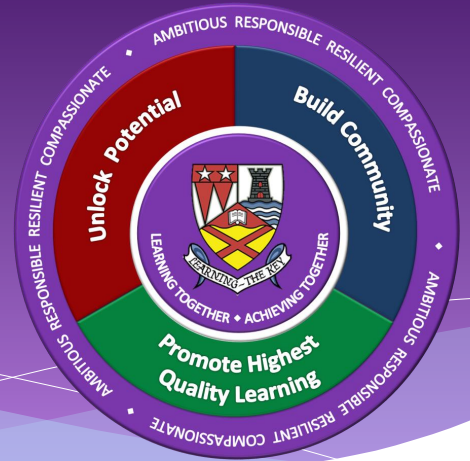 AMBITIOUS RESPONSIBLE RESILIENT COMPASSIONATE
AMBITIOUS RESPONSIBLE RESILIENT COMPASSIONATE
AMBITIOUS RESPONSIBLE RESILIENT COMPASSIONATE
Unlock Potential
Build Community
Promote Highest
Quality Learning
LEARNING-THE KEY
LEARNING TOGETHER ◆ ACHIEVING TOGETHER